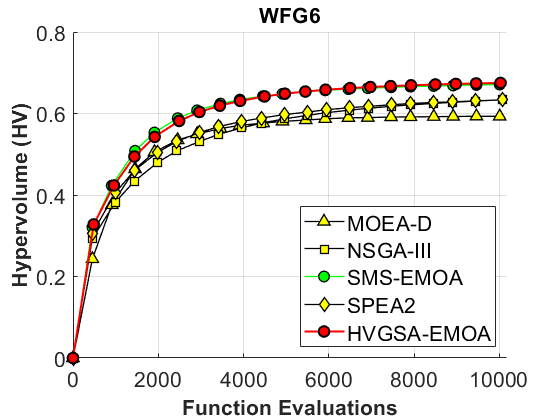 WFG6
Hypervolume (HV)
0.8
0.6
0.4
0.2
0
0 2000 4000 6000 8000 10000
Function Evaluations
MOEA-D
NSGA-III
SMS-EMOA
SPEA2
HVGSA-EMOA